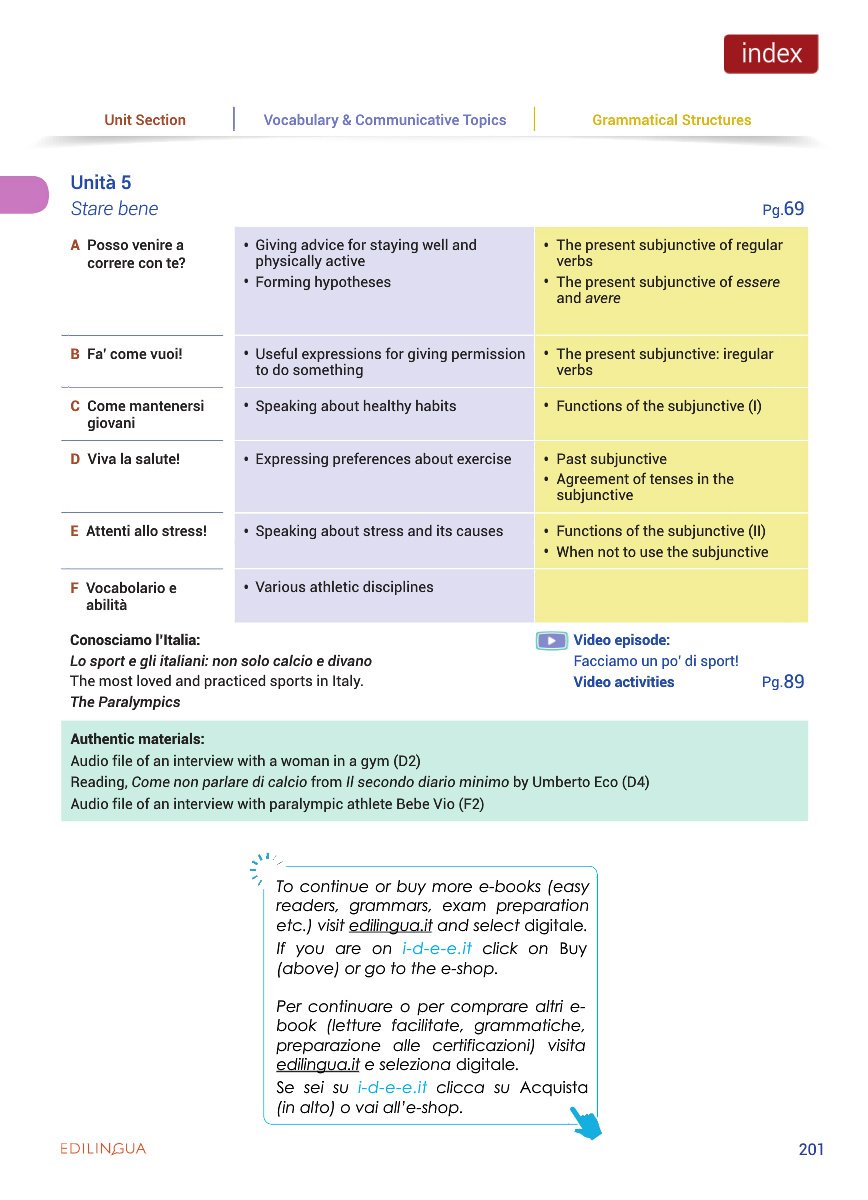 index
Unit Section
Vocabulary & Communicative Topics
Grammatical Structures
Unità 5
Stare bene
Pg.69
A Posso venire a
correre con te?
• Giving advice for staying well and
physically active
• Forming hypotheses
• The present subjunctive of regular
verbs
• The present subjunctive of essere
and avere
B Fa' come vuoi!
• Useful expressions for giving permission
to do something
• The present subjunctive: iregular
verbs
C Come mantenersi
giovani
• Speaking about healthy habits
• Functions of the subjunctive (I)
D Viva la salute!
• Expressing preferences about exercise
• Past subjunctive
• Agreement of tenses in the
subjunctive
E Attenti allo stress!
• Speaking about stress and its causes
• Functions of the subjunctive (II)
• When not to use the subjunctive
F Vocabolario e
abilità
• Various athletic disciplines
Conosciamo l'Italia:
Lo sport e gli italiani: non solo calcio e divano
The most loved and practiced sports in Italy.
The Paralympics
Video episode:
Facciamo un po' di sport!
Video activities
Pg.89
Authentic materials:
Audio file of an interview with a woman in a gym (D2)
Reading, Come non parlare di calcio from Il secondo diario minimo by Umberto Eco (D4)
Audio file of an interview with paralympic athlete Bebe Vio (F2)
To continue or buy more e-books (easy
readers, grammars, exam preparation
etc.) visit edilingua.it and select digitale.
If you are on i-d-e-e.it click on Buy
(above) or go to the e-shop.
Per continuare o per comprare altri e-
book (letture facilitate, grammatiche,
preparazione alle certificazioni) visita
edilingua.it e seleziona digitale.
Se sei su i-d-e-e.it clicca su Acquista
(in alto) o vai all'e-shop.
EDILINGUA
201